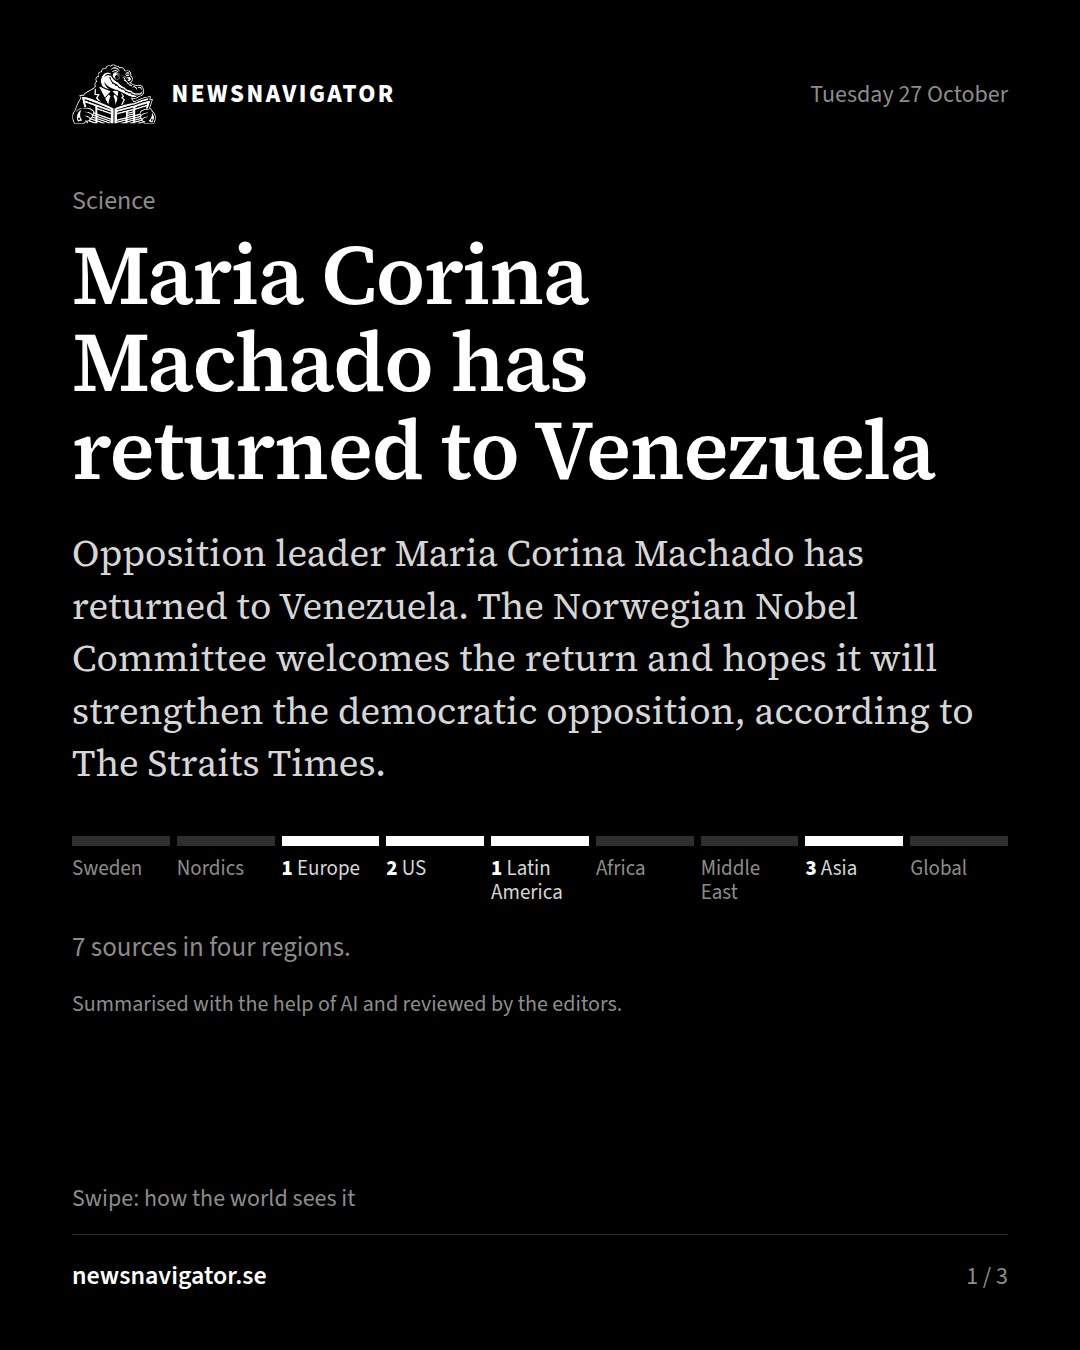 NEWSNAVIGATOR
Tuesday 27 October
Science
Maria Corina
Machado has
returned to Venezuela
Opposition leader Maria Corina Machado has
returned to Venezuela. The Norwegian Nobel
Committee welcomes the return and hopes it will
strengthen the democratic opposition, according to
The Straits Times.
Sweden
Nordics
1 Europe
2 US
1 Latin
America
Africa
Middle
East
3 Asia
Global
7 sources in four regions.
Summarised with the help of AI and reviewed by the editors.
Swipe: how the world sees it
newsnavigator.se
1 / 3